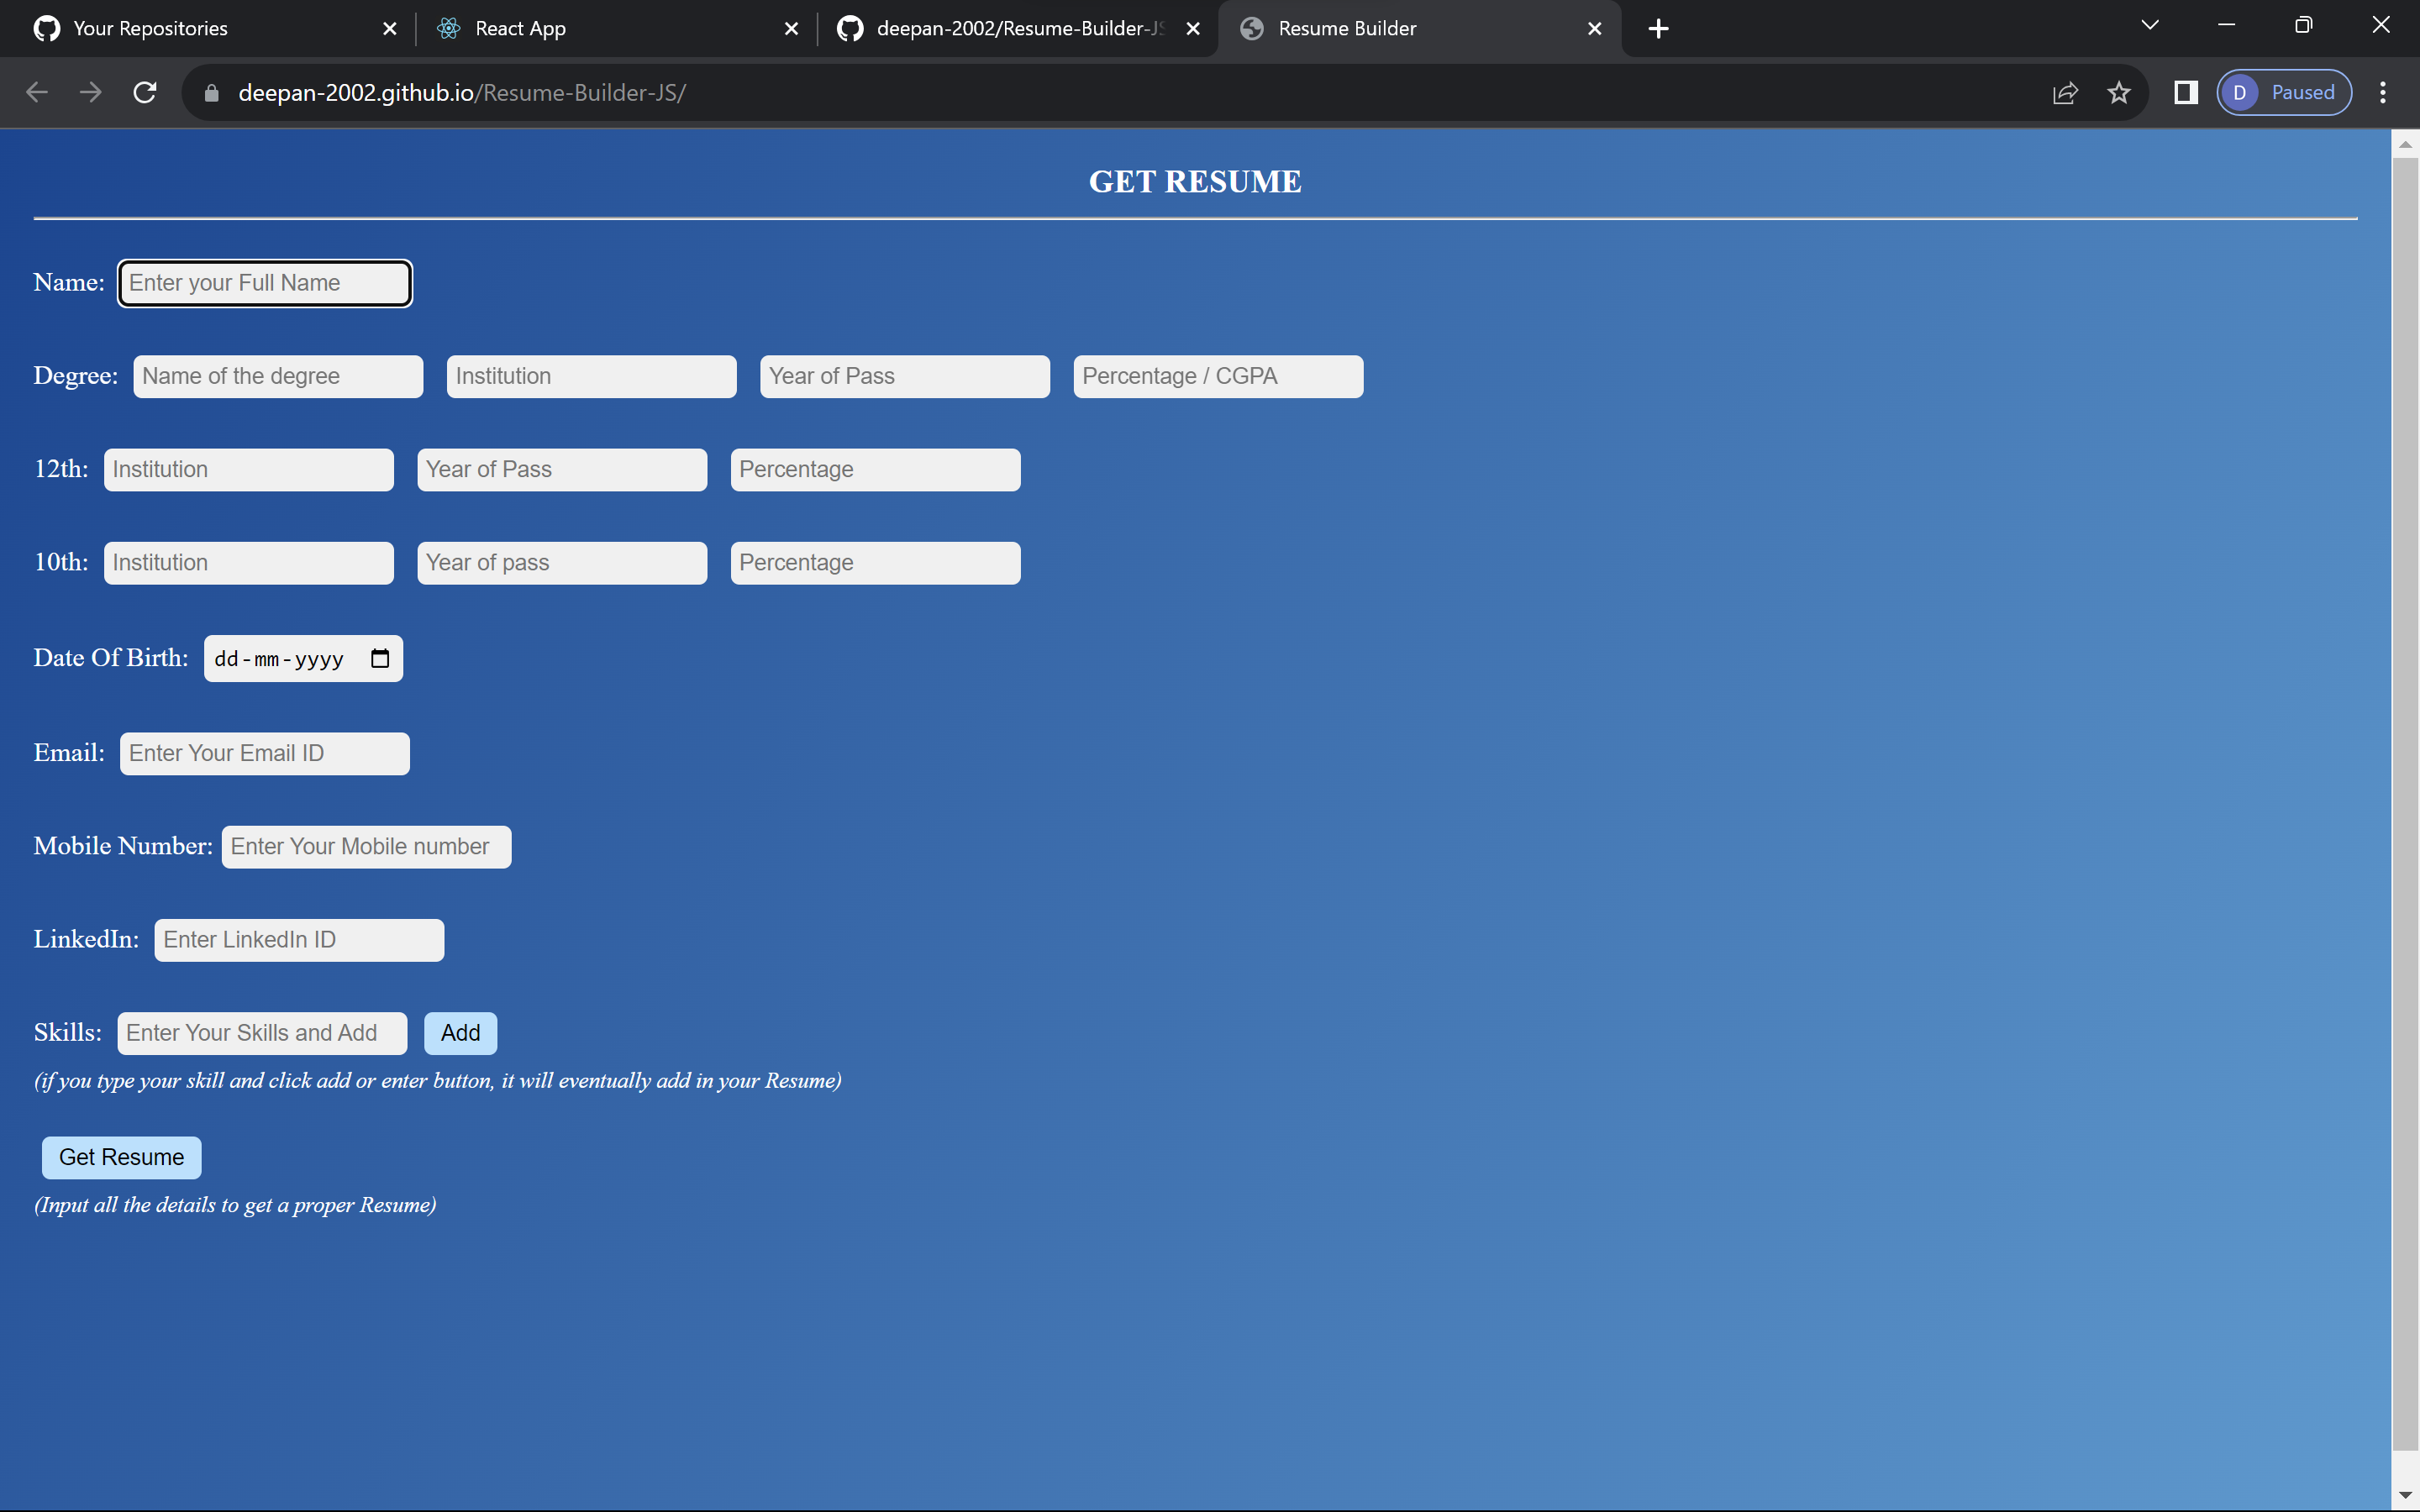 Your Repositories React App deepan-2002/Resume-Builder-JS Resume Builder
deepan-2002.github.io/Resume-Builder-JS/ D Paused
GET RESUME
Name: Enter your Full Name
Degree: Name of the degree Institution Year of Pass Percentage / CGPA
12th: Institution Year of Pass Percentage
10th: Institution Year of pass Percentage
Date Of Birth: dd-mm-yyyy
Email: Enter Your Email ID
Mobile Number: Enter Your Mobile number
LinkedIn: Enter LinkedIn ID
Skills: Enter Your Skills and Add Add
(if you type your skill and click add or enter button, it will eventually add in your Resume)
Get Resume
(Input all the details to get a proper Resume)